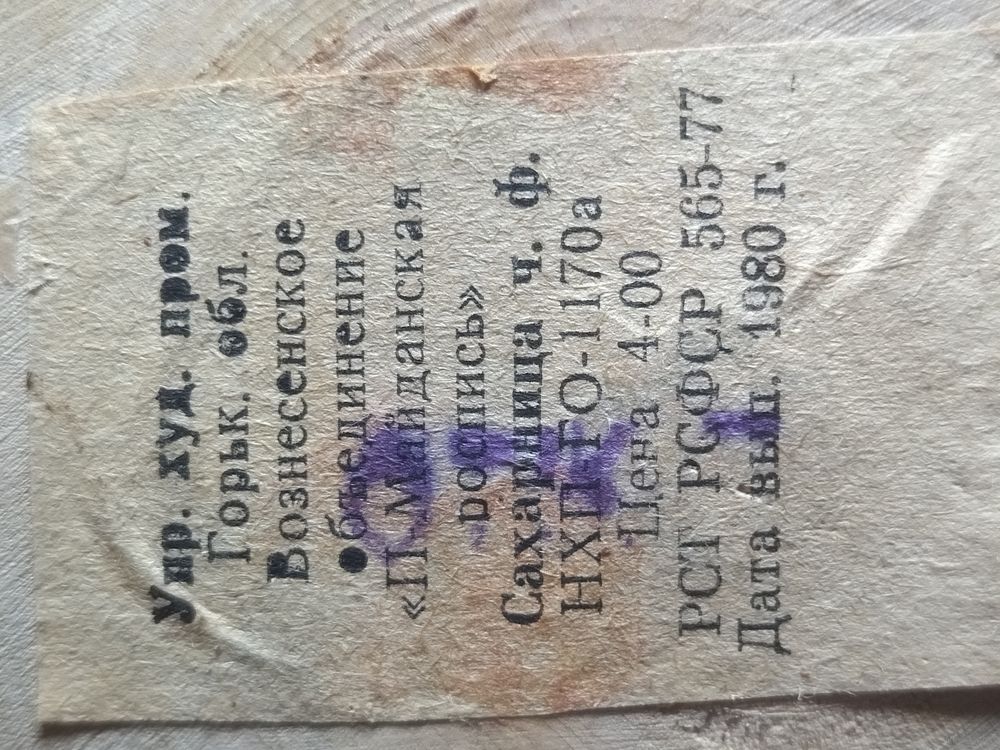 Упр. худ. пром.
Горьк. обл.
Вознесенское
объединение
«П Майданская
роспись»
Сахарница ч. ф.
НХП-ГО-1170а
Цена 4-00
РСТ РСФСР 565-77
Дата вып. 1980 г.